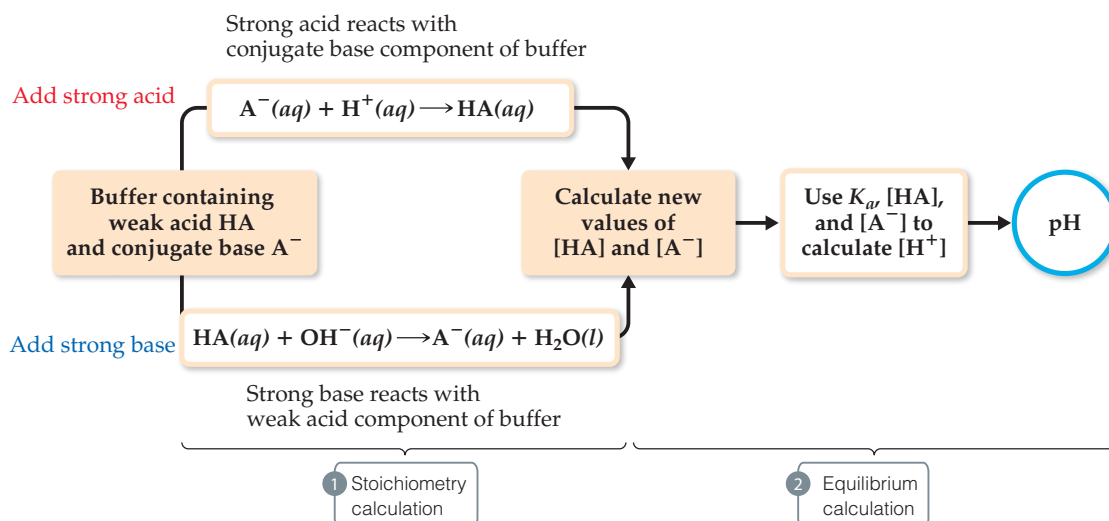 Strong acid reacts with
conjugate base component of buffer
Add strong acid
A⁻(aq) + H⁺(aq) ⟶ HA(aq)
Buffer containing
weak acid HA
and conjugate base A⁻
Calculate new
values of
[HA] and [A⁻]
Use Kₐ, [HA],
and [A⁻] to
calculate [H⁺]
pH
Add strong base
HA(aq) + OH⁻(aq) ⟶ A⁻(aq) + H₂O(l)
Strong base reacts with
weak acid component of buffer
1 Stoichiometry
calculation
2 Equilibrium
calculation